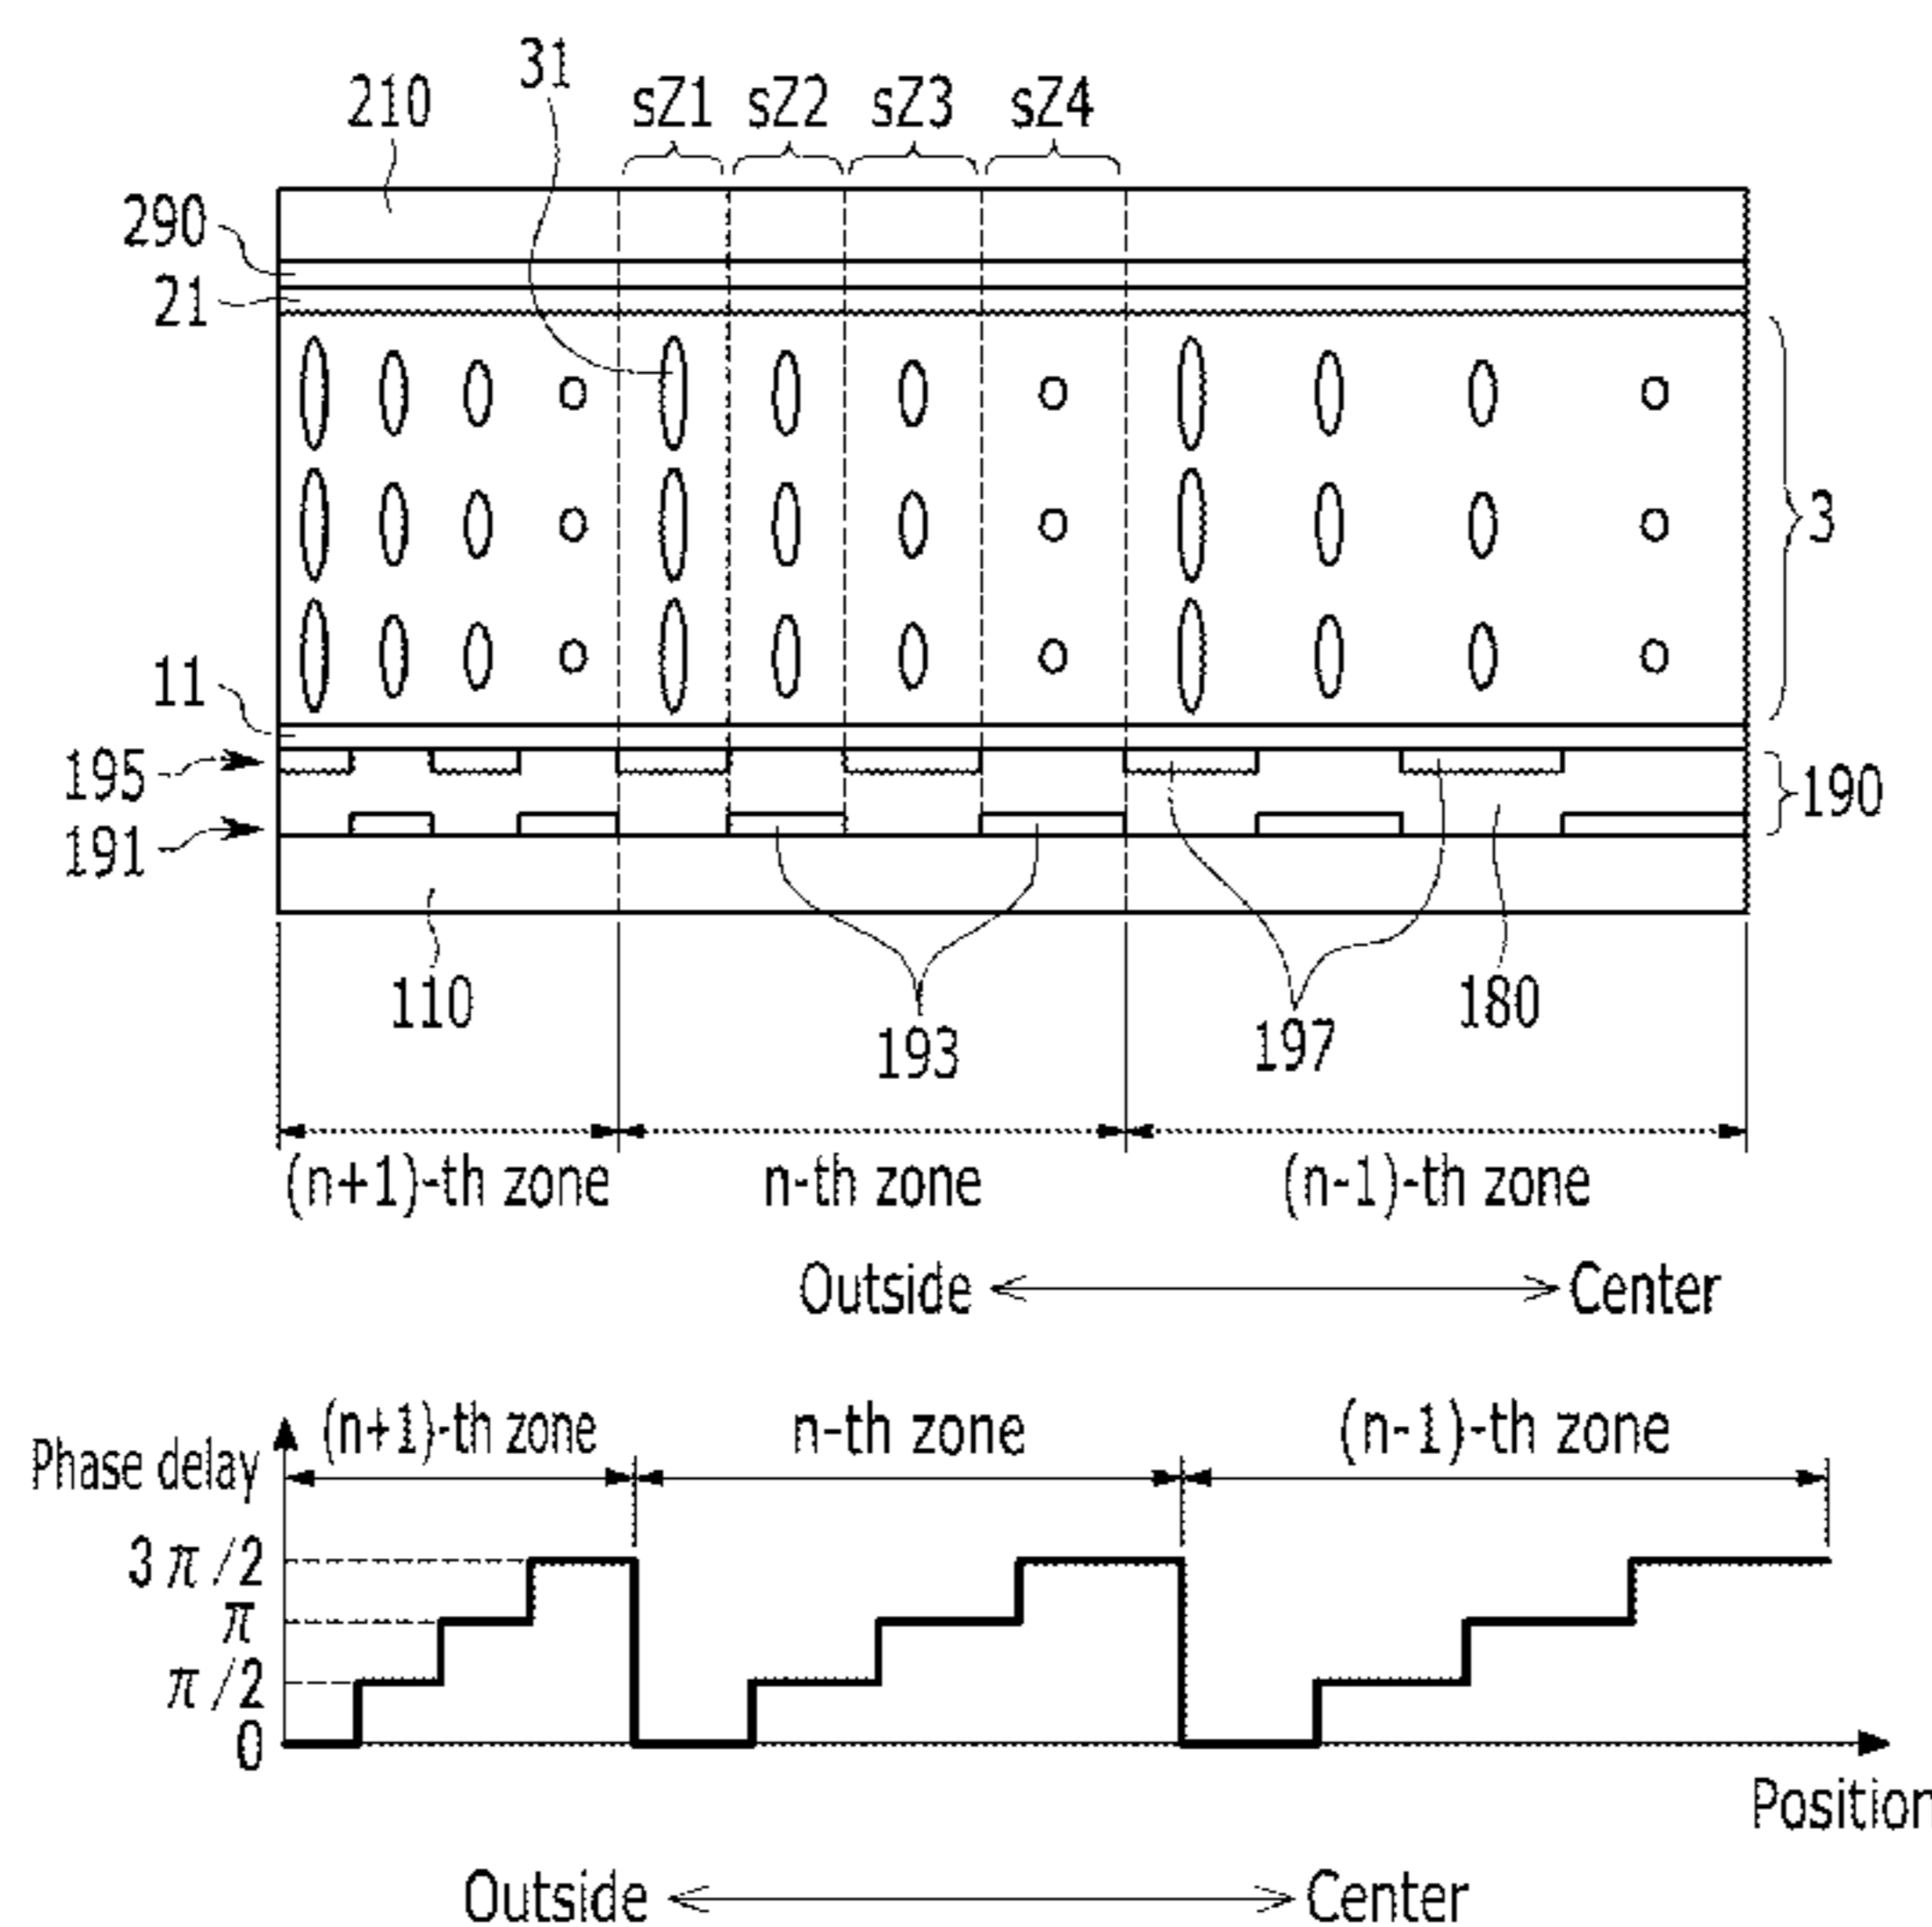 31
210 sZ1 sZ2 sZ3 sZ4
290
21
3
11
195
190
191
110 193 197 180
(n+1)-th zone n-th zone (n-1)-th zone
Outside Center
Phase delay (n+1)-th zone n-th zone (n-1)-th zone
3π/2
π
π/2
0
Position
Outside Center